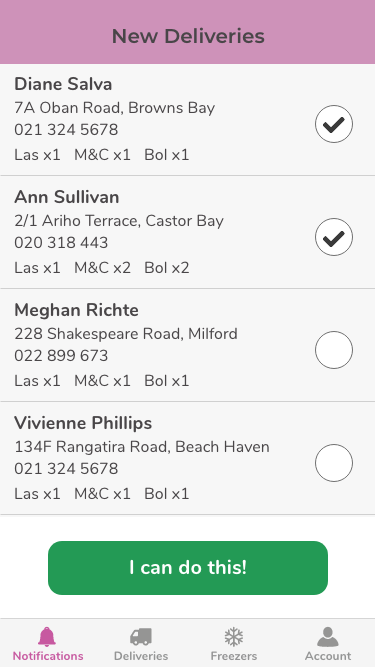 New Deliveries
Diane Salva
7A Oban Road, Browns Bay
021 324 5678
Las x1 M&C x1 Bol x1
Ann Sullivan
2/1 Ariho Terrace, Castor Bay
020 318 443
Las x1 M&C x2 Bol x2
Meghan Richte
228 Shakespeare Road, Milford
022 899 673
Las x1 M&C x1 Bol x1
Vivienne Phillips
134F Rangatira Road, Beach Haven
021 324 5678
Las x1 M&C x1 Bol x1
I can do this!
Notifications Deliveries Freezers Account